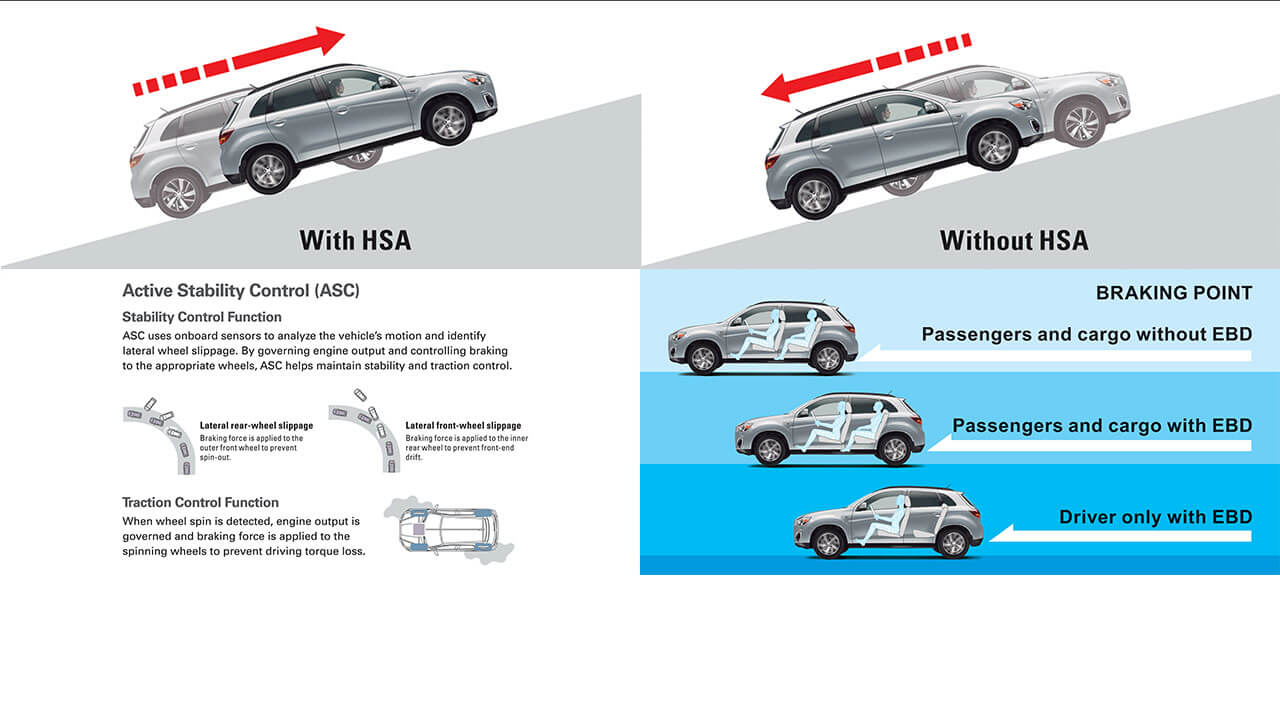 With HSA
Without HSA
Active Stability Control (ASC)
Stability Control Function
ASC uses onboard sensors to analyze the vehicle's motion and identify
lateral wheel slippage. By governing engine output and controlling braking
to the appropriate wheels, ASC helps maintain stability and traction control.
Lateral rear-wheel slippage
Braking force is applied to the
outer front wheel to prevent
spin-out.
Lateral front-wheel slippage
Braking force is applied to the inner
rear wheel to prevent front-end
drift.
Traction Control Function
When wheel spin is detected, engine output is
governed and braking force is applied to the
spinning wheels to prevent driving torque loss.
BRAKING POINT
Passengers and cargo without EBD
Passengers and cargo with EBD
Driver only with EBD